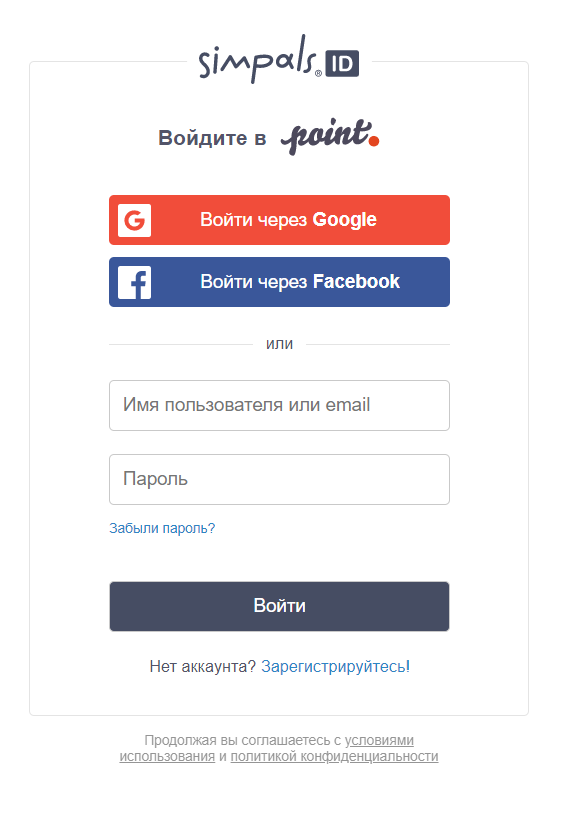 simpals® ID
Войдите в point.
Войти через Google
Войти через Facebook
или
Имя пользователя или email
Пароль
Забыли пароль?
Войти
Нет аккаунта? Зарегистрируйтесь!
Продолжая вы соглашаетесь с условиями
использования и политикой конфиденциальности